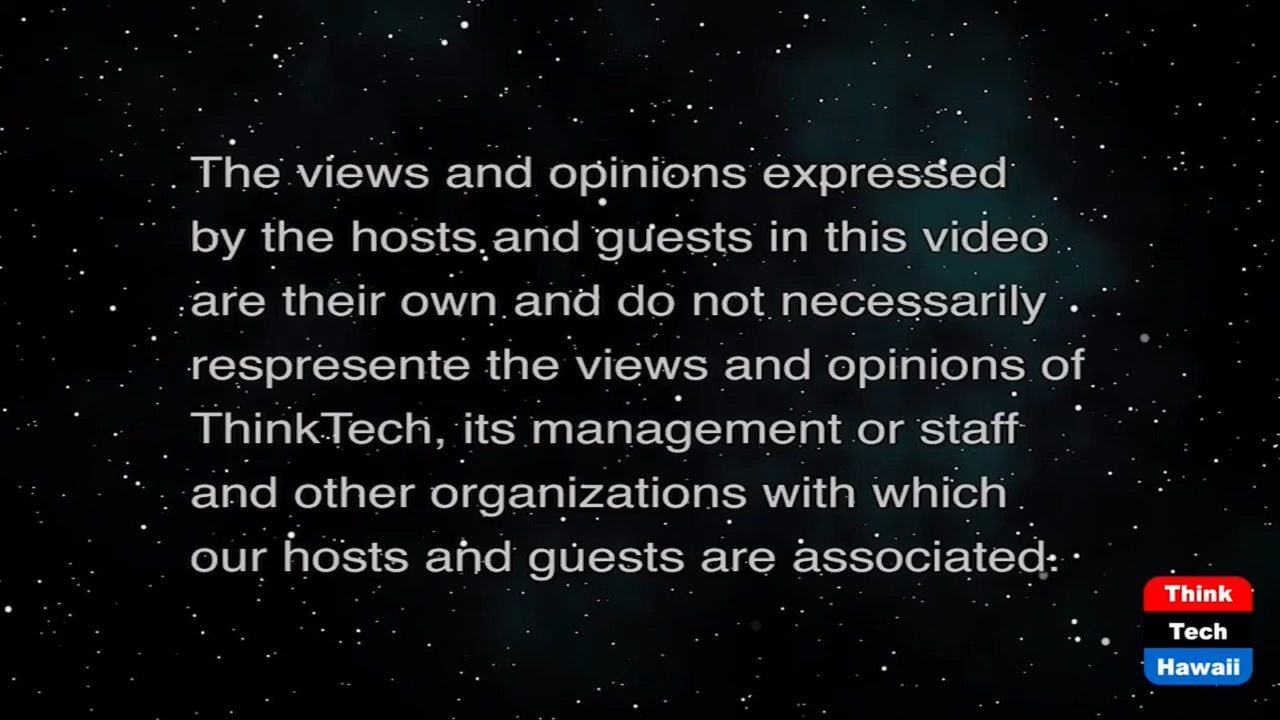 The views and opinions expressed
by the hosts and guests in this video
are their own and do not necessarily
respresente the views and opinions of
ThinkTech, its management or staff
and other organizations with which
our hosts and guests are associated.
Think
Tech
Hawaii